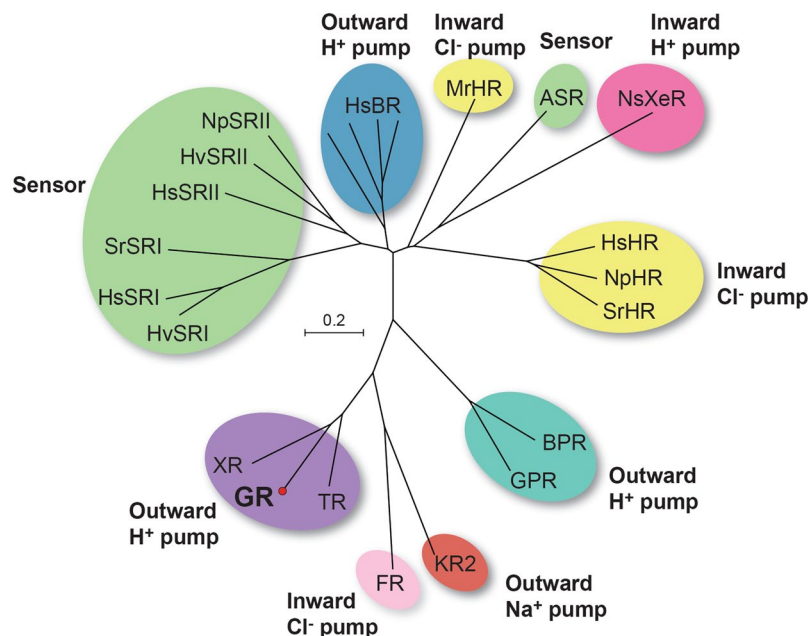 Outward
H⁺ pump
Inward
Cl⁻ pump
Sensor
Inward
H⁺ pump
HsBR
MrHR
ASR
NsXeR
Sensor
NpSRII
HvSRII
HsSRII
SrSRI
HsSRI
HvSRI
HsHR
NpHR
SrHR
Inward
Cl⁻ pump
0.2
XR
GR
TR
Outward
H⁺ pump
BPR
GPR
Outward
H⁺ pump
FR
Inward
Cl⁻ pump
KR2
Outward
Na⁺ pump